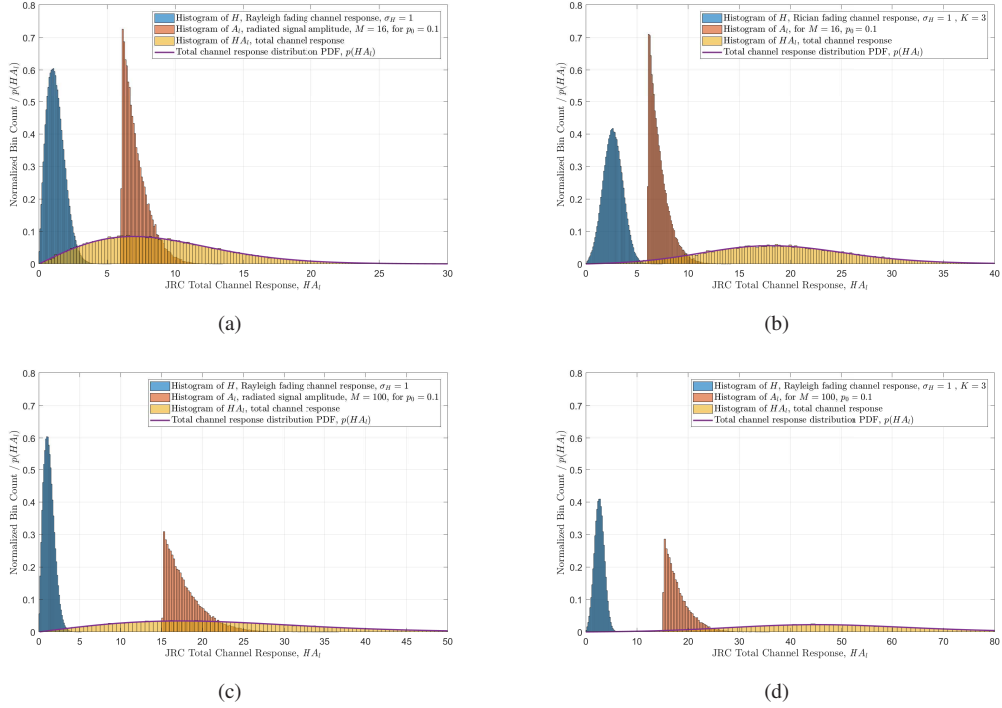 0.8
0.7
0.6
0.5
0.4
0.3
0.2
0.1
0
Normalized Bin Count / p(HA_l)
Histogram of H, Rayleigh fading channel response, σ_H = 1
Histogram of A_l, radiated signal amplitude, M = 16, for p_0 = 0.1
Histogram of HA_l, total channel response
Total channel response distribution PDF, p(HA_l)
0 5 10 15 20 25 30
JRC Total Channel Response, HA_l
(a)
0.8
0.7
0.6
0.5
0.4
0.3
0.2
0.1
0
Normalized Bin Count / p(HA_l)
Histogram of H, Rician fading channel response, σ_H = 1 , K = 3
Histogram of A_l, for M = 16, p_0 = 0.1
Histogram of HA_l, total channel response
Total channel response distribution PDF, p(HA_l)
0 10 20 30 40
JRC Total Channel Response, HA_l
(b)
0.8
0.7
0.6
0.5
0.4
0.3
0.2
0.1
0
Normalized Bin Count / p(HA_l)
Histogram of H, Rayleigh fading channel response, σ_H = 1
Histogram of A_l, radiated signal amplitude, M = 100, for p_0 = 0.1
Histogram of HA_l, total channel response
Total channel response distribution PDF, p(HA_l)
0 5 10 15 20 25 30 35 40 45 50
JRC Total Channel Response, HA_l
(c)
0.8
0.7
0.6
0.5
0.4
0.3
0.2
0.1
0
Normalized Bin Count / p(HA_l)
Histogram of H, Rayleigh fading channel response, σ_H = 1 , K = 3
Histogram of A_l, for M = 100, p_0 = 0.1
Histogram of HA_l, total channel response
Total channel response distribution PDF, p(HA_l)
0 10 20 30 40 50 60 70 80
JRC Total Channel Response, HA_l
(d)